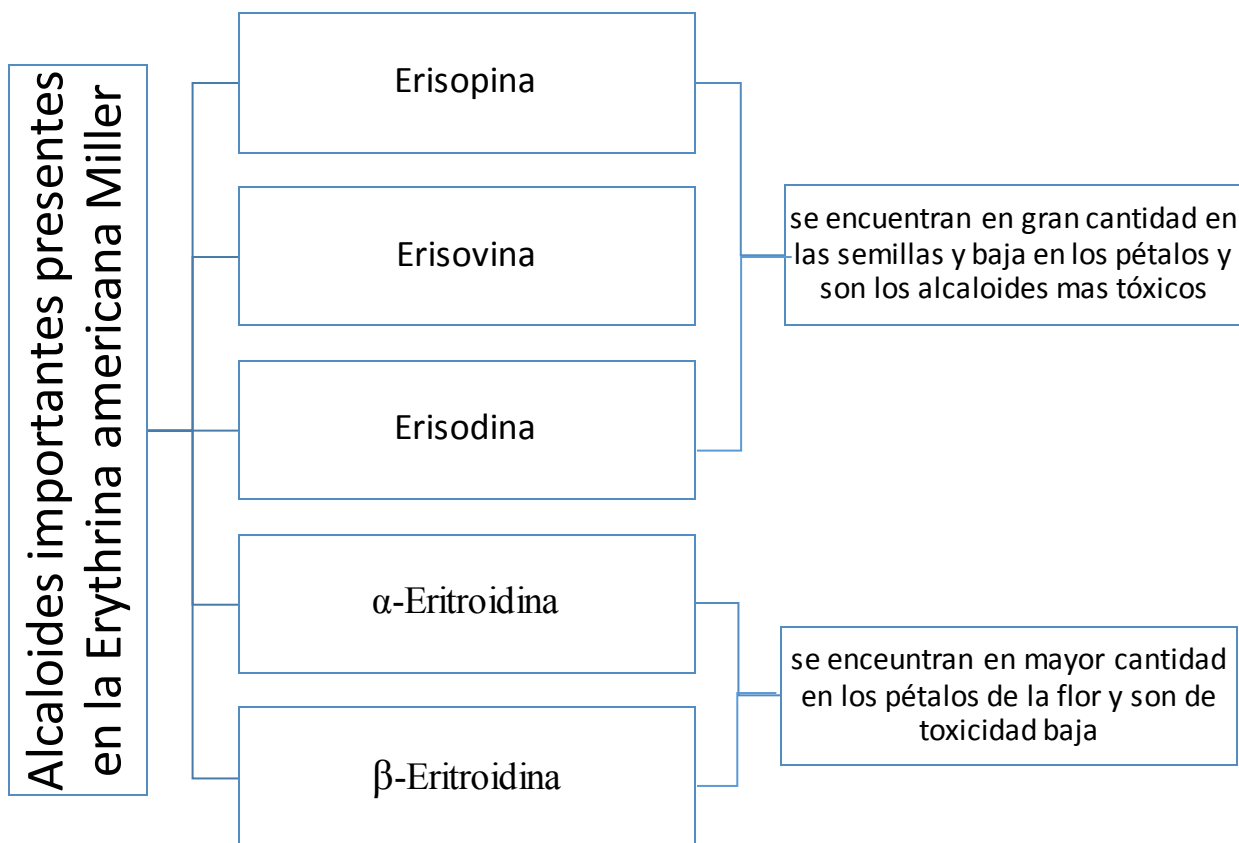 Alcaloides importantes presentes
en la Erythrina americana Miller
Erisopina
Erisovina
Erisodina
α-Eritroidina
β-Eritroidina
se encuentran en gran cantidad en
las semillas y baja en los pétalos y
son los alcaloides mas tóxicos
se enceuntran en mayor cantidad
en los pétalos de la flor y son de
toxicidad baja